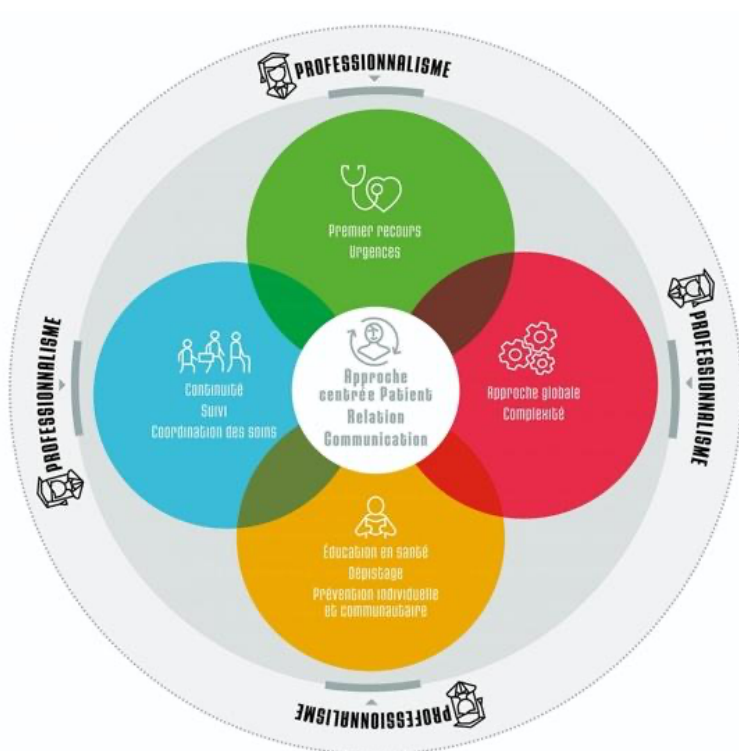 PROFESSIONNALISME
Premier recours
Urgences
PROFESSIONNALISME
Continuité
Suivi
Coordination des soins
Approche
centrée Patient
Relation
Communication
Approche globale
Complexité
PROFESSIONNALISME
Éducation en santé
Dépistage
Prévention individuelle
et communautaire
PROFESSIONNALISME